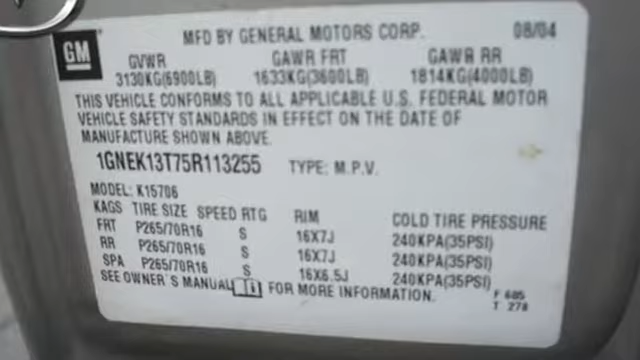 GM
MFD BY GENERAL MOTORS CORP. 08/04
GVWR GAWR FRT GAWR RR
3130KG(6900LB) 1633KG(3600LB) 1814KG(4000LB)
THIS VEHICLE CONFORMS TO ALL APPLICABLE U.S. FEDERAL MOTOR
VEHICLE SAFETY STANDARDS IN EFFECT ON THE DATE OF
MANUFACTURE SHOWN ABOVE.
1GNEK13T75R113255 TYPE: M.P.V.
MODEL: K15706
KAGS TIRE SIZE SPEED RTG RIM COLD TIRE PRESSURE
FRT P265/70R16 S 16X7J 240KPA(35PSI)
RR P265/70R16 S 16X7J 240KPA(35PSI)
SPA P265/70R16 S 16X6.5J 240KPA(35PSI)
SEE OWNER'S MANUAL FOR MORE INFORMATION. F 685
T 278